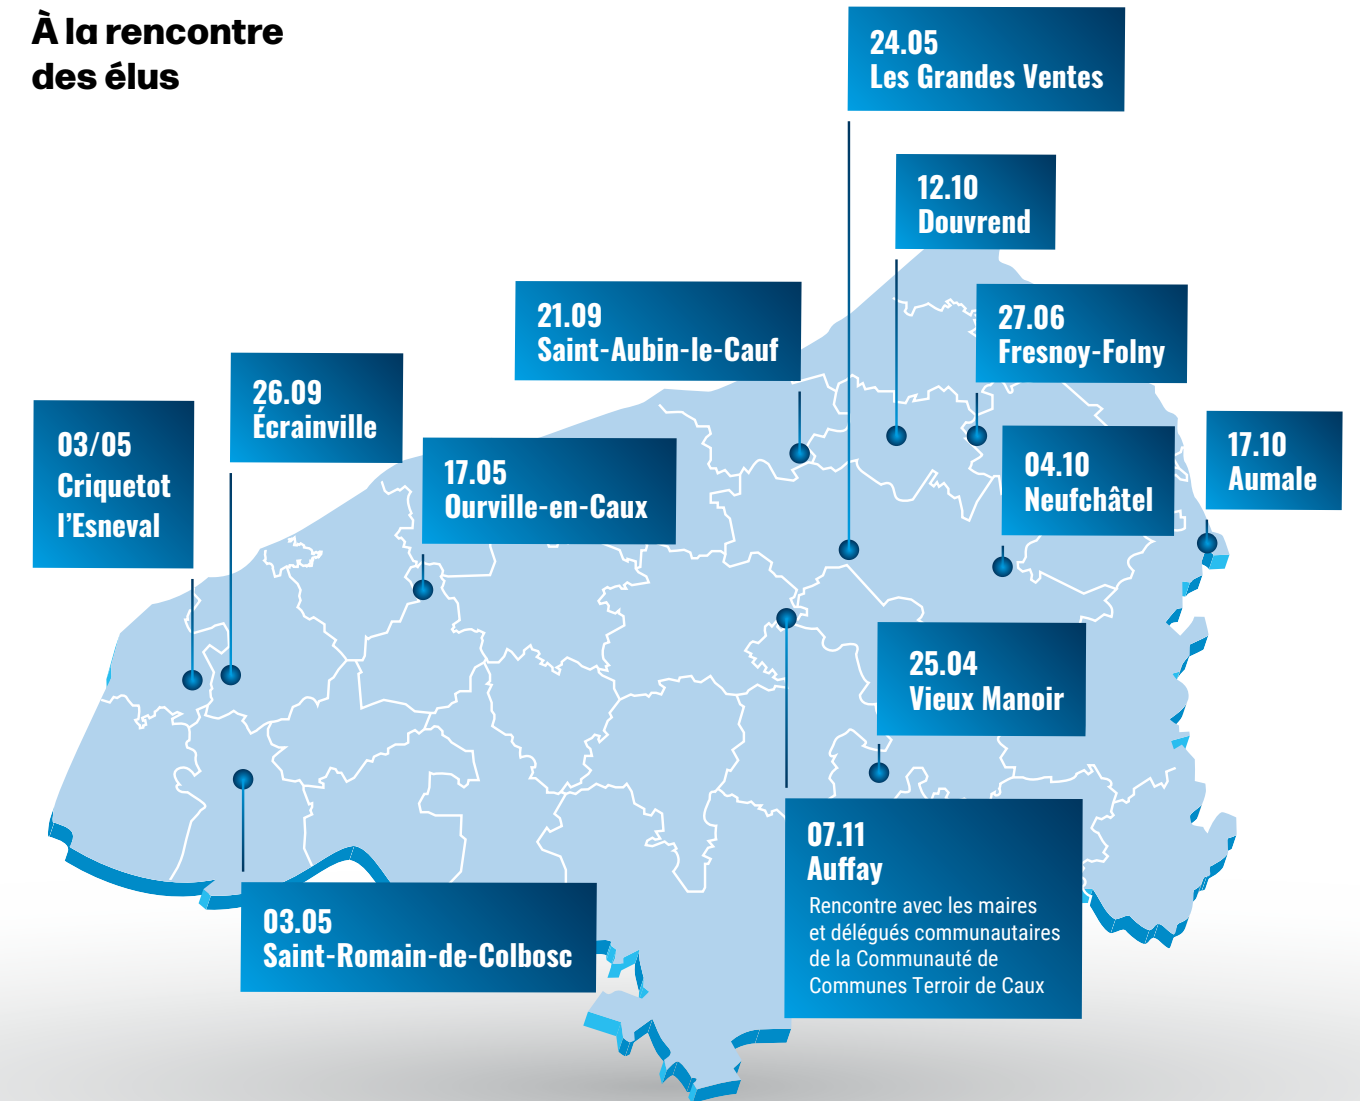 À la rencontre
des élus
24.05
Les Grandes Ventes
12.10
Douvrend
21.09
Saint-Aubin-le-Cauf
27.06
Fresnoy-Folny
26.09
Écrainville
03/05
Criquetot
l’Esneval
17.05
Ourville-en-Caux
04.10
Neufchâtel
17.10
Aumale
25.04
Vieux Manoir
07.11
Auffay
Rencontre avec les maires
et délégués communautaires
de la Communauté de
Communes Terroir de Caux
03.05
Saint-Romain-de-Colbosc